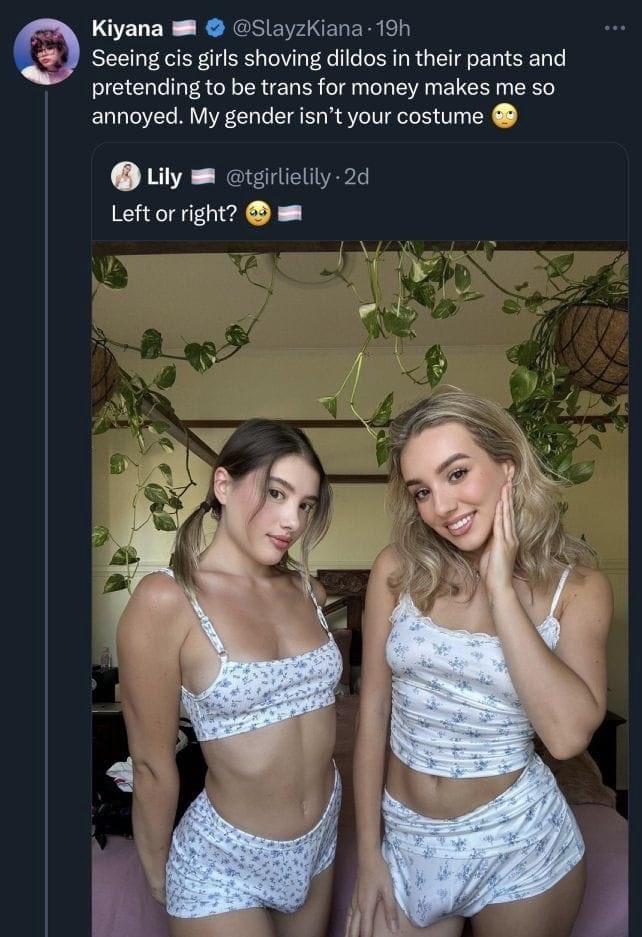 Kiyana 🏳️‍⚧️ @SlayzKiana · 19h
Seeing cis girls shoving dildos in their pants and
pretending to be trans for money makes me so
annoyed. My gender isn’t your costume 🙄
Lily 🏳️‍⚧️ @tgirlielily · 2d
Left or right? 🥹🏳️‍⚧️